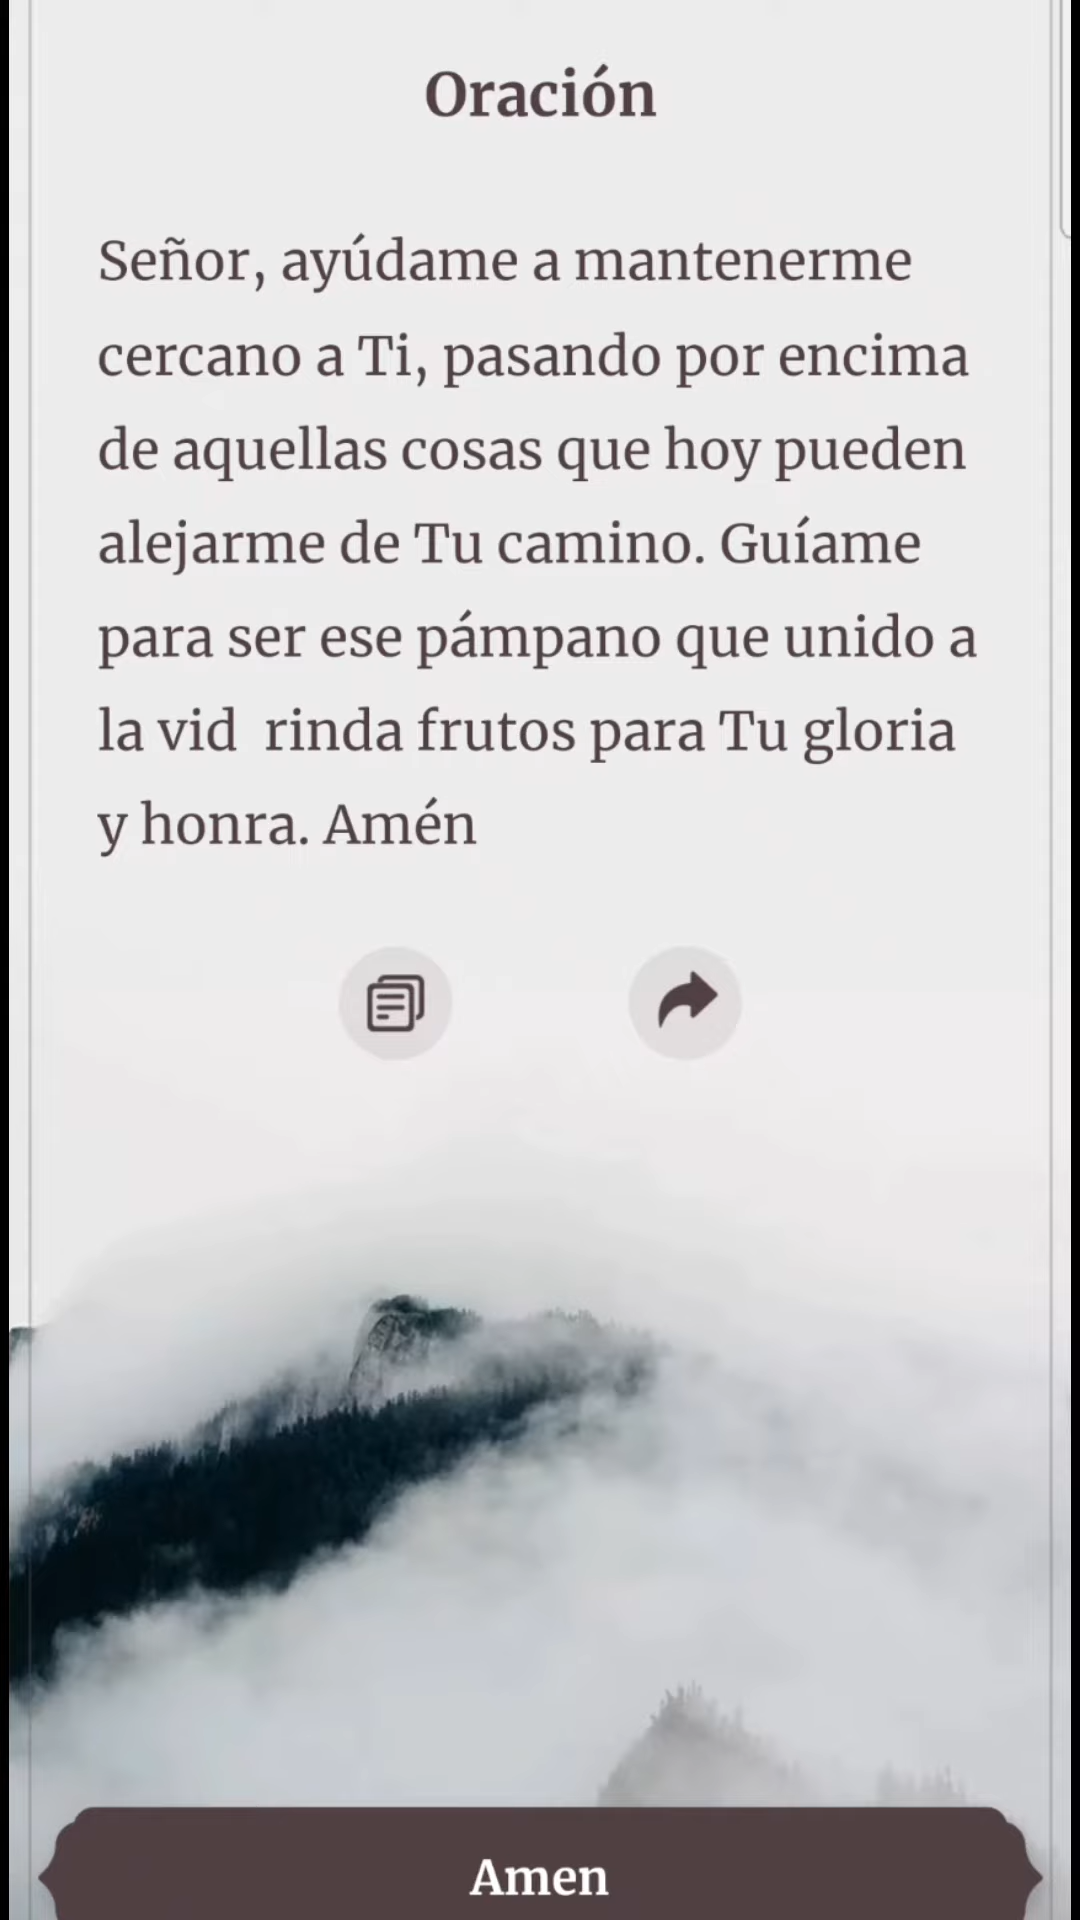 Oración
Señor, ayúdame a mantenerme
cercano a Ti, pasando por encima
de aquellas cosas que hoy pueden
alejarme de Tu camino. Guíame
para ser ese pámpano que unido a
la vid  rinda frutos para Tu gloria
y honra. Amén
Amen